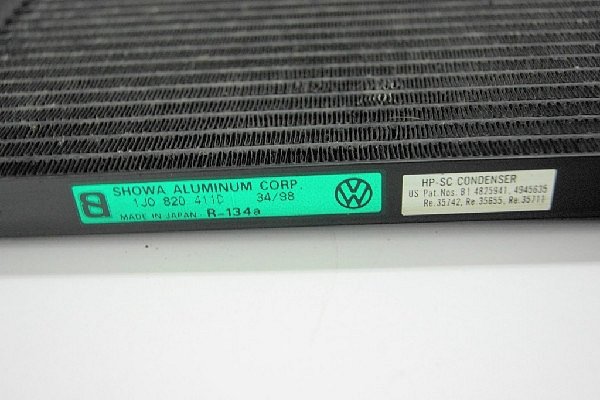 SHOWA ALUMINUM CORP.
1J0 820 411D 34/98
MADE IN JAPAN R-134a
HP-SC CONDENSER
US Pat.Nos. B1 4825941, 4945635
Re.35742, Re.35655, Re.35711